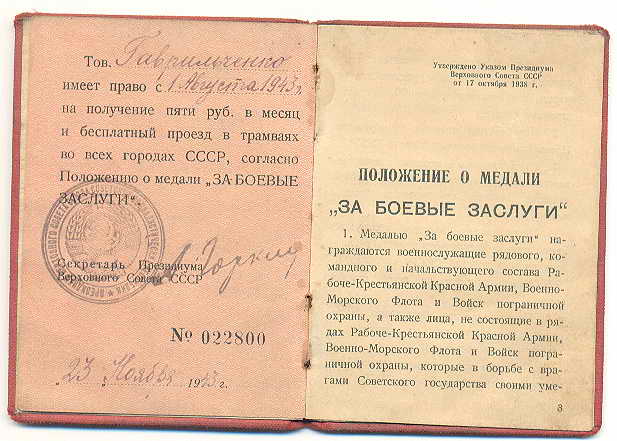 Тов. Гаврильченко
имеет право с 1 Августа 1943 г.
на получение пяти руб. в месяц
и бесплатный проезд в трамваях
во всех городах СССР, согласно
Положению о медали „ЗА БОЕВЫЕ
ЗАСЛУГИ“.
Секретарь Президиума
Верховного Совета СССР
№ 022800
„23“ Ноября 1943 г.
Утверждено Указом Президиума
Верховного Совета СССР
от 17 октября 1938 г.
ПОЛОЖЕНИЕ О МЕДАЛИ
„ЗА БОЕВЫЕ ЗАСЛУГИ“
1. Медалью „За боевые заслуги“ на-
граждаются военнослужащие рядового, ко-
мандного и начальствующего состава Ра-
боче-Крестьянской Красной Армии, Военно-
Морского Флота и Войск пограничной
охраны, а также лица, не состоящие в ря-
дах Рабоче-Крестьянской Красной Армии,
Военно-Морского Флота и Войск погра-
ничной охраны, которые в борьбе с вра-
гами Советского государства своими уме-
3